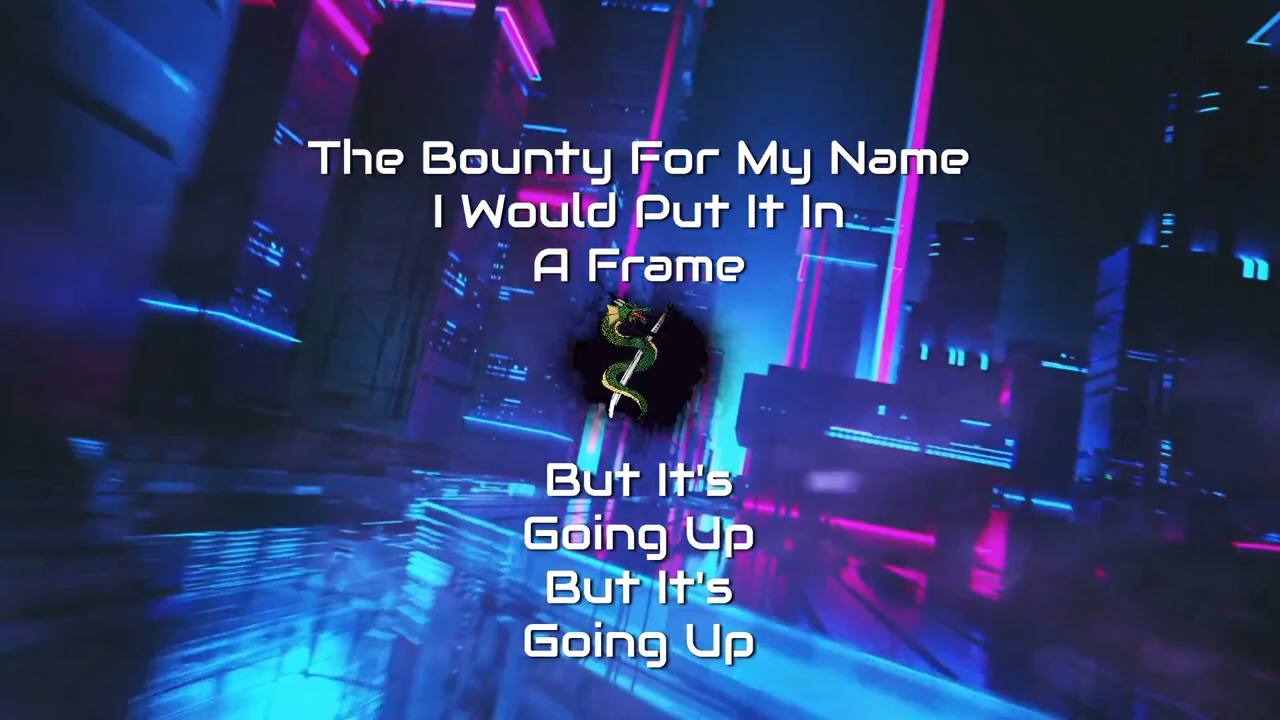 The Bounty For My Name
I Would Put It In
A Frame
But It's
Going Up
But It's
Going Up